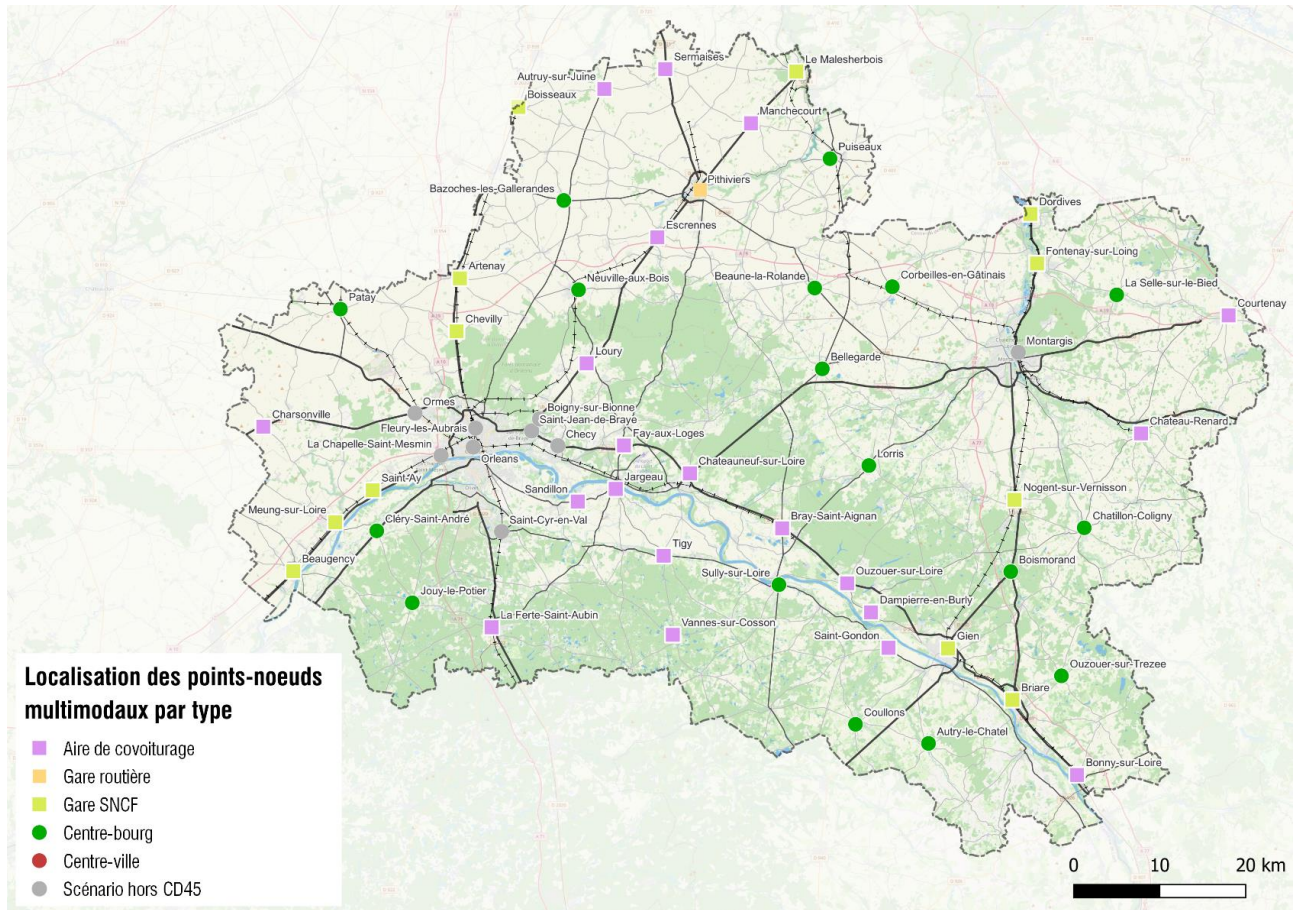 Sermaises
Le Malesherbois
Autruy-sur-Juine
Boisseaux
Manchecourt
Puiseaux
Pithiviers
Bazoches-les-Gallerandes
Dordives
Escrennes
Fontenay-sur-Loing
Artenay
Neuville-aux-Bois
Beaune-la-Rolande
Corbeilles-en-Gâtinais
La Selle-sur-le-Bied
Patay
Courtenay
Chevilly
Montargis
Loury
Bellegarde
Ormes
Boigny-sur-Bionne
Charsonville
Fleury-les-Aubrais
Saint-Jean-de-Braye
Chateau-Renard
La Chapelle-Saint-Mesmin
Checy
Fay-aux-Loges
Orleans
Lorris
Chateauneuf-sur-Loire
Saint-Ay
Jargeau
Sandillon
Nogent-sur-Vernisson
Meung-sur-Loire
Cléry-Saint-André
Saint-Cyr-en-Val
Bray-Saint-Aignan
Chatillon-Coligny
Tigy
Beaugency
Sully-sur-Loire
Boismorand
Ouzouer-sur-Loire
Jouy-le-Potier
Dampierre-en-Burly
La Ferte-Saint-Aubin
Vannes-sur-Cosson
Saint-Gondon
Gien
Ouzouer-sur-Trezee
Briare
Coullons
Autry-le-Chatel
Bonny-sur-Loire
Localisation des points-noeuds
multimodaux par type
Aire de covoiturage
Gare routière
Gare SNCF
Centre-bourg
Centre-ville
Scénario hors CD45
0 10 20 km